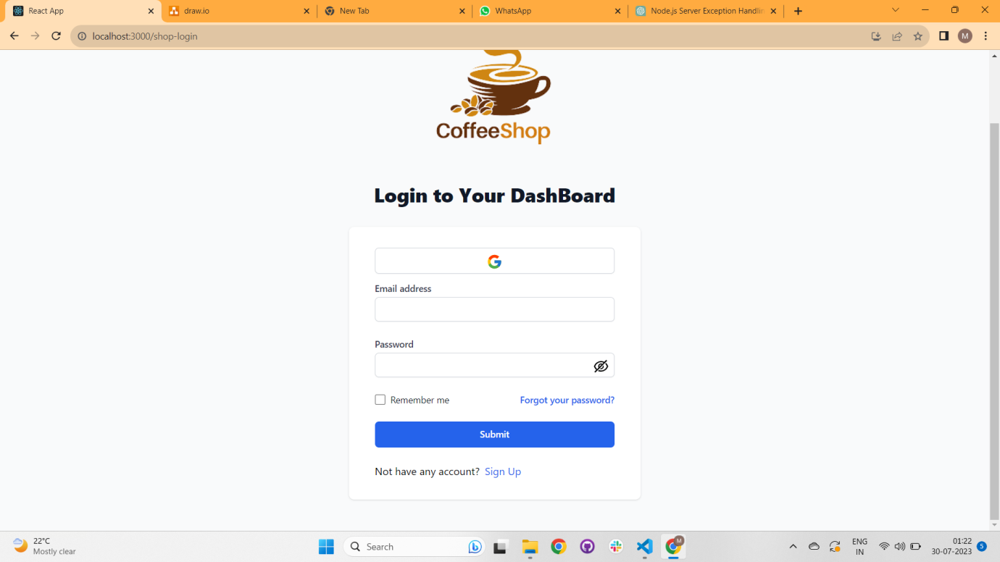 React App
draw.io
New Tab
WhatsApp
Node.js Server Exception Handlin
localhost:3000/shop-login
M
CoffeeShop
Login to Your DashBoard
Email address
Password
Remember me
Forgot your password?
Submit
Not have any account? Sign Up
22°C
Mostly clear
Search
M
ENG
IN
01:22
30-07-2023
5